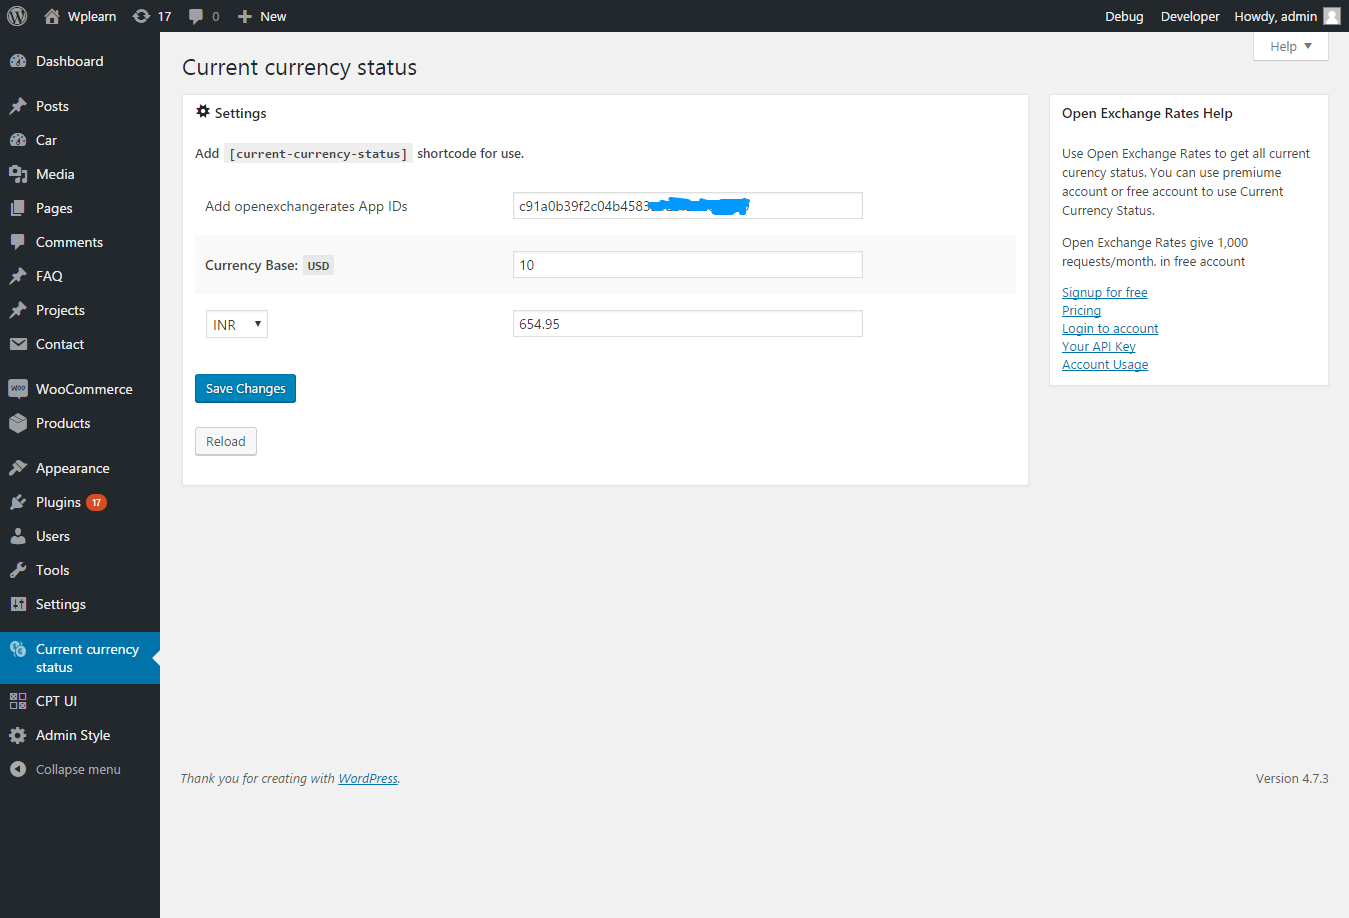 Wplearn 17 0 New Debug Developer Howdy, admin
Help
Dashboard
Posts
Car
Media
Pages
Comments
FAQ
Projects
Contact
WOO WooCommerce
Products
Appearance
Plugins 17
Users
Tools
Settings
Current currency
status
CPT UI
Admin Style
Collapse menu
Current currency status
Settings
Add [current-currency-status] shortcode for use.
Add openexchangerates App IDs c91a0b39f2c04b4583
Currency Base: USD 10
INR 654.95
Save Changes
Reload
Open Exchange Rates Help
Use Open Exchange Rates to get all current
curency status. You can use premiume
account or free account to use Current
Currency Status.
Open Exchange Rates give 1,000
requests/month. in free account
Signup for free
Pricing
Login to account
Your API Key
Account Usage
Thank you for creating with WordPress.
Version 4.7.3